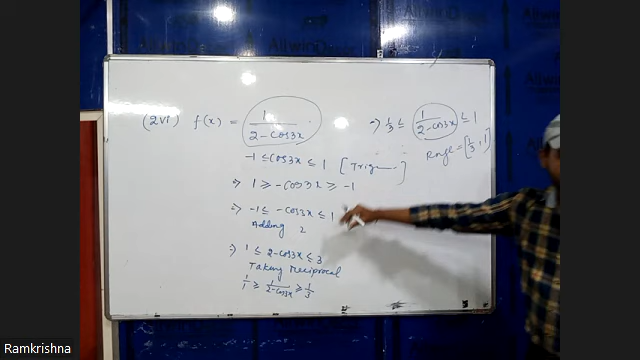 (2vi) f(x) = 1/(2-cos3x)
-1 ≤ cos3x ≤ 1 [Trigno.]
⇒ 1 ≥ -cos3x ≥ -1
⇒ -1 ≤ -cos3x ≤ 1
Adding 2
⇒ 1 ≤ 2-cos3x ≤ 3
Taking reciprocal
1/1 ≥ 1/(2-cos3x) ≥ 1/3
⇒ 1/3 ≤ 1/(2-cos3x) ≤ 1
Range = [1/3, 1]
Ramkrishna